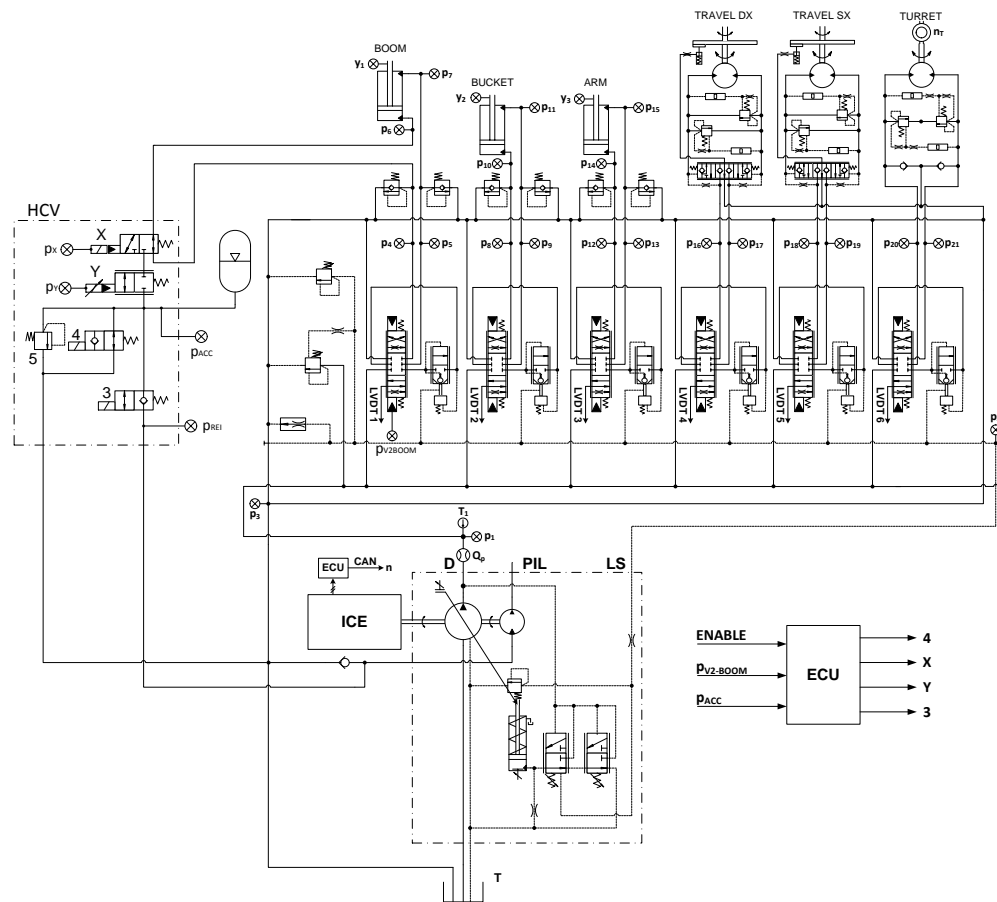 TRAVEL DX
TRAVEL SX
TURRET
nT
BOOM
y1
p7
BUCKET
ARM
y2
p11
y3
p15
p6
p10
p14
HCV
X
pX
Y
pY
4
5
pACC
3
pREI
p4
p5
p8
p9
p12
p13
p16
p17
p18
p19
p20
p21
LVDT 1
LVDT 2
LVDT 3
LVDT 4
LVDT 5
LVDT 6
pV2BOOM
p
p3
T1
p1
Qp
D
PIL
LS
ECU
CAN
n
ICE
ENABLE
pV2-BOOM
pACC
ECU
4
X
Y
3
T